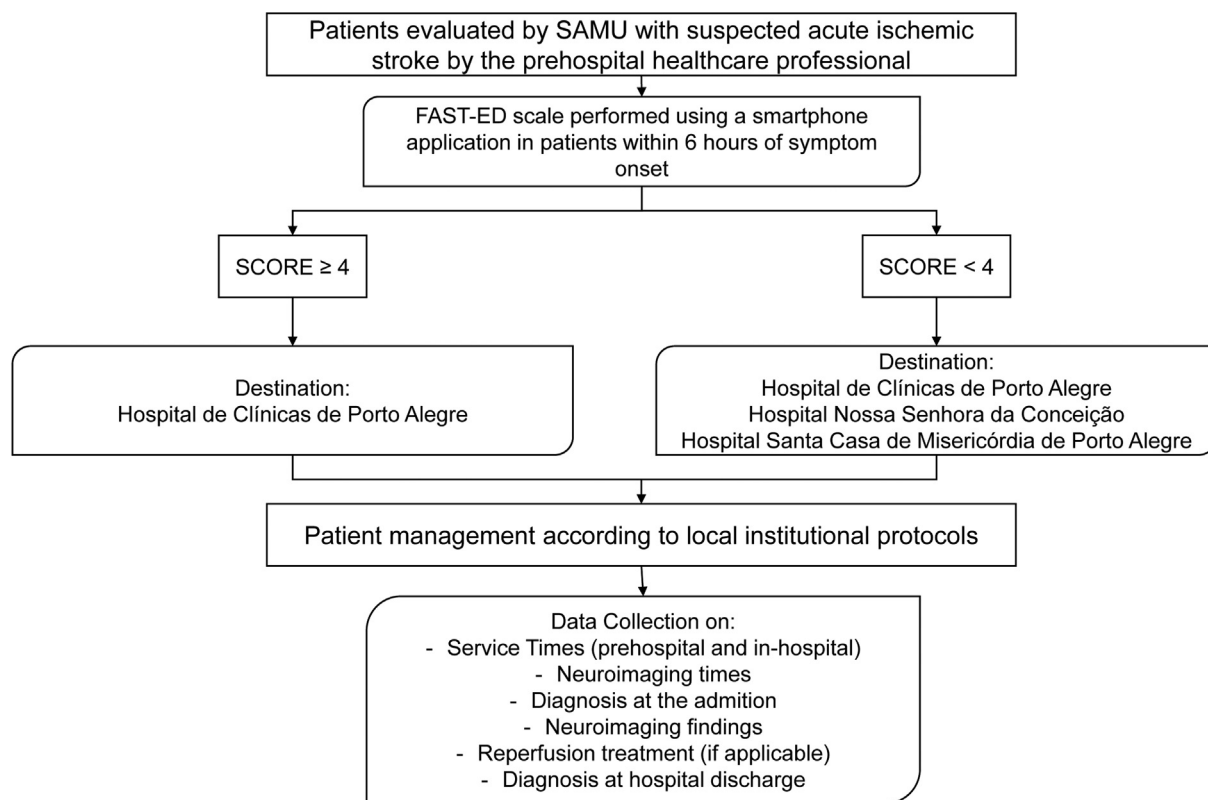 Patients evaluated by SAMU with suspected acute ischemic
stroke by the prehospital healthcare professional
FAST-ED scale performed using a smartphone
application in patients within 6 hours of symptom
onset
SCORE ≥ 4
SCORE < 4
Destination:
Hospital de Clínicas de Porto Alegre
Destination:
Hospital de Clínicas de Porto Alegre
Hospital Nossa Senhora da Conceição
Hospital Santa Casa de Misericórdia de Porto Alegre
Patient management according to local institutional protocols
Data Collection on:
- Service Times (prehospital and in-hospital)
- Neuroimaging times
- Diagnosis at the admition
- Neuroimaging findings
- Reperfusion treatment (if applicable)
- Diagnosis at hospital discharge